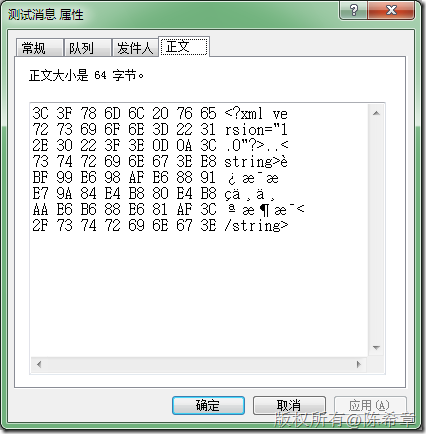 测试消息 属性
常规 队列 发件人 正文
正文大小是 64 字节。
3C 3F 78 6D 6C 20 76 65 <?xml ve
72 73 69 6F 6E 3D 22 31 rsion="1
2E 30 22 3F 3E 0D 0A 3C .0"?>..<
73 74 72 69 6E 67 3E E8 string>è
BF 99 E6 98 AF E6 88 91 ¿ æ¯æ
E7 9A 84 E4 B8 80 E4 B8 çä¸ä¸
AA E6 B6 88 E6 81 AF 3C ªæ¶æ¯<
2F 73 74 72 69 6E 67 3E /string>
确定 取消 应用(A)
版权所有@陈希章